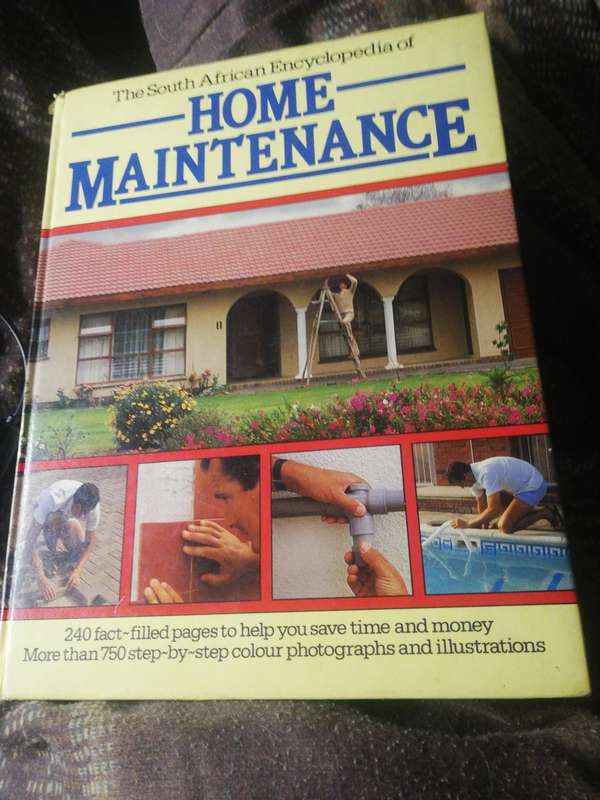 The South African Encyclopedia of
HOME
MAINTENANCE
240 fact~filled pages to help you save time and money
More than 750 step~by~step colour photographs and illustrations